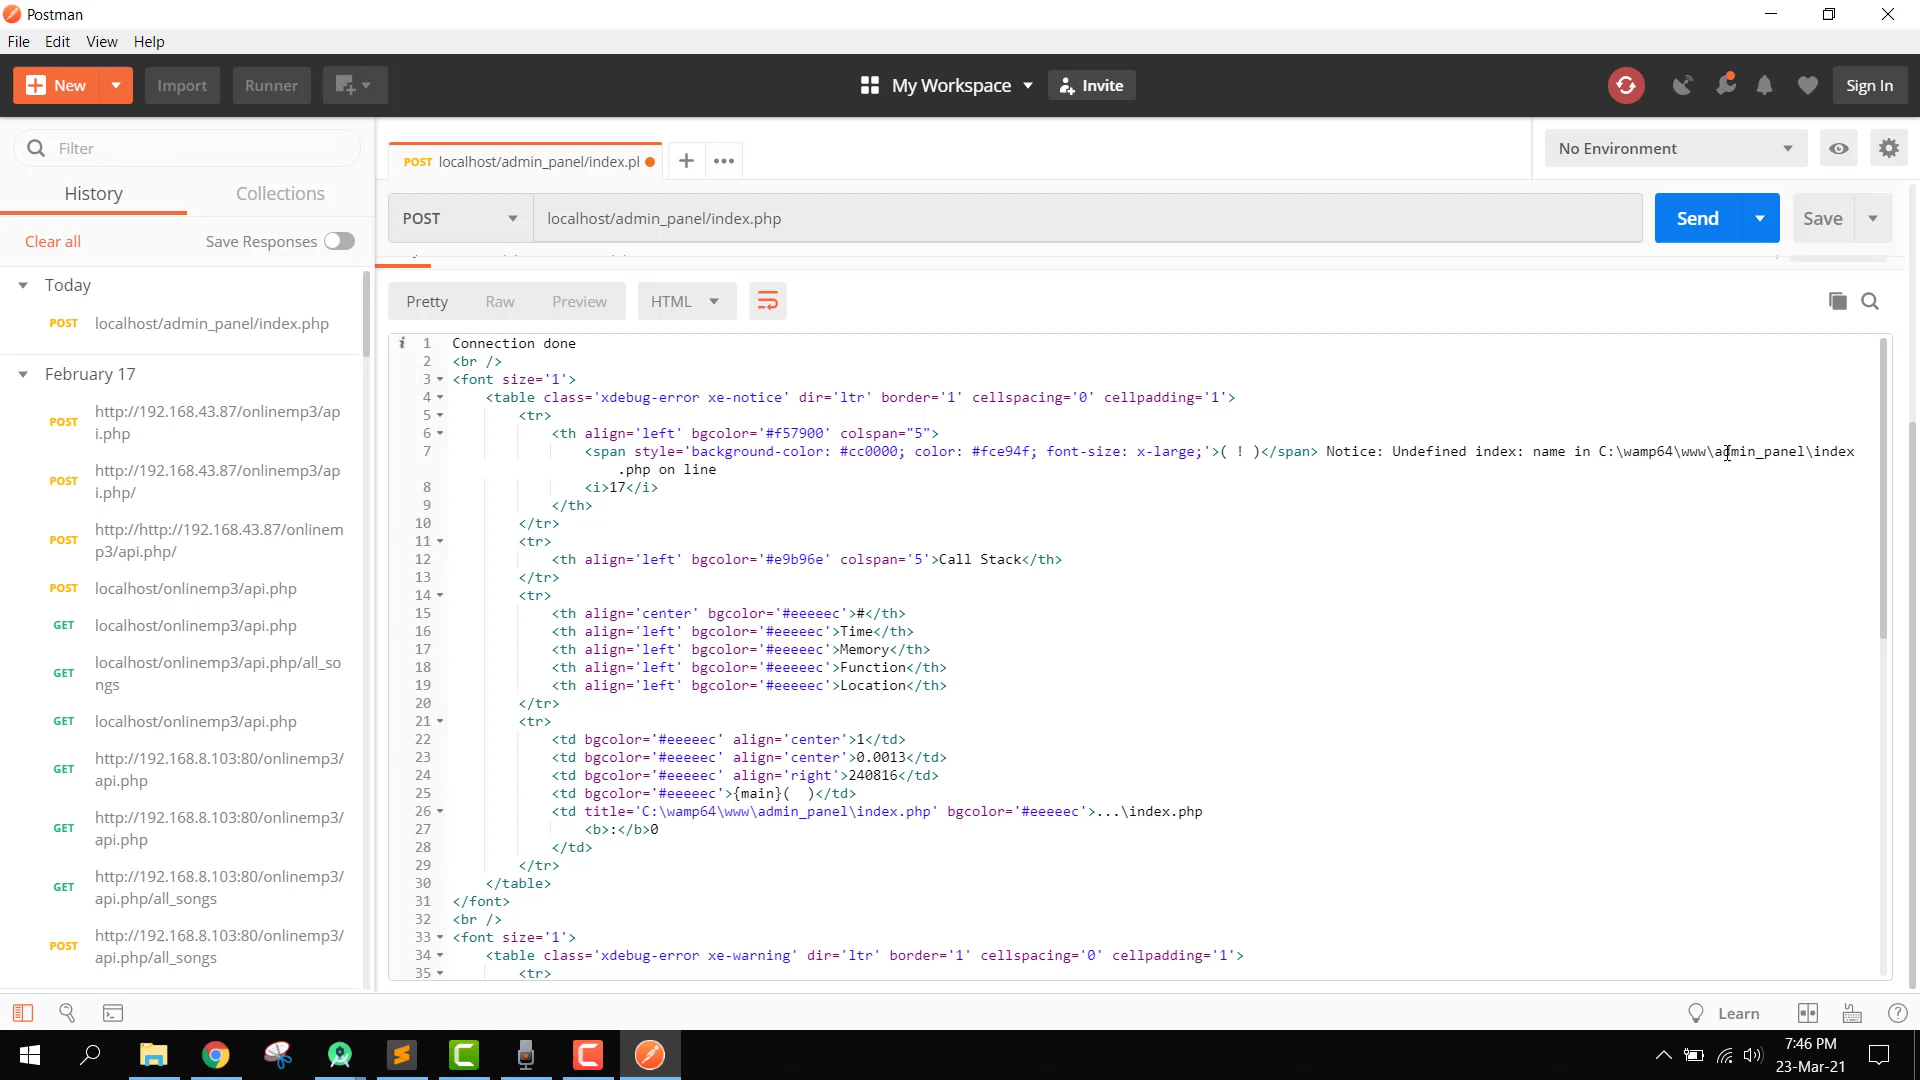 Postman
File Edit View Help
New Import Runner My Workspace Invite Sign In
Filter
History Collections
Clear all Save Responses
Today
POST localhost/admin_panel/index.php
February 17
POST http://192.168.43.87/onlinemp3/ap
i.php
POST http://192.168.43.87/onlinemp3/ap
i.php/
POST http://http://192.168.43.87/onlinem
p3/api.php/
POST localhost/onlinemp3/api.php
GET localhost/onlinemp3/api.php
GET localhost/onlinemp3/api.php/all_so
ngs
GET localhost/onlinemp3/api.php
GET http://192.168.8.103:80/onlinemp3/
api.php
GET http://192.168.8.103:80/onlinemp3/
api.php
GET http://192.168.8.103:80/onlinemp3/
api.php/all_songs
POST http://192.168.8.103:80/onlinemp3/
api.php/all_songs
POST localhost/admin_panel/index.pl
No Environment
POST localhost/admin_panel/index.php Send Save
Pretty Raw Preview HTML
i 1 Connection done
2 <br />
3 <font size='1'>
4 <table class='xdebug-error xe-notice' dir='ltr' border='1' cellspacing='0' cellpadding='1'>
5 <tr>
6 <th align='left' bgcolor='#f57900' colspan="5">
7 <span style='background-color: #cc0000; color: #fce94f; font-size: x-large;'>( ! )</span> Notice: Undefined index: name in C:\wamp64\www\admin_panel\index
.php on line
8 <i>17</i>
9 </th>
10 </tr>
11 <tr>
12 <th align='left' bgcolor='#e9b96e' colspan='5'>Call Stack</th>
13 </tr>
14 <tr>
15 <th align='center' bgcolor='#eeeeec'>#</th>
16 <th align='left' bgcolor='#eeeeec'>Time</th>
17 <th align='left' bgcolor='#eeeeec'>Memory</th>
18 <th align='left' bgcolor='#eeeeec'>Function</th>
19 <th align='left' bgcolor='#eeeeec'>Location</th>
20 </tr>
21 <tr>
22 <td bgcolor='#eeeeec' align='center'>1</td>
23 <td bgcolor='#eeeeec' align='center'>0.0013</td>
24 <td bgcolor='#eeeeec' align='right'>240816</td>
25 <td bgcolor='#eeeeec'>{main}(  )</td>
26 <td title='C:\wamp64\www\admin_panel\index.php' bgcolor='#eeeeec'>...\index.php
27 <b>:</b>0
28 </td>
29 </tr>
30 </table>
31 </font>
32 <br />
33 <font size='1'>
34 <table class='xdebug-error xe-warning' dir='ltr' border='1' cellspacing='0' cellpadding='1'>
35 <tr>
Learn
7:46 PM
23-Mar-21